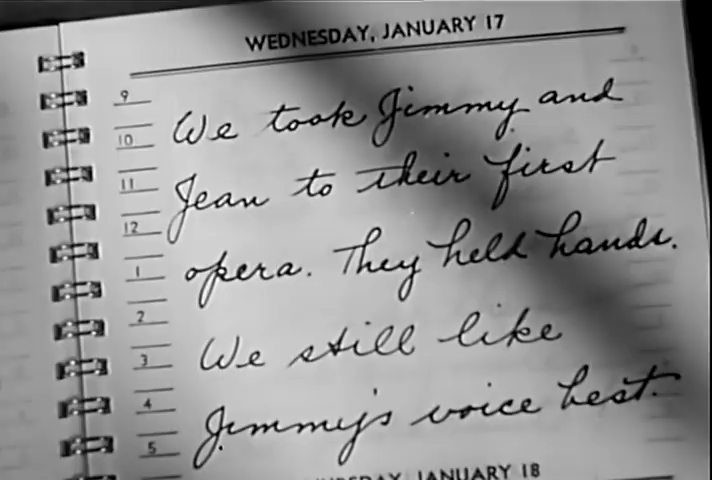 WEDNESDAY, JANUARY 17
9
We took Jimmy and
10
11
Jean to their first
12
opera. They held hands.
1
2
We still like
3
4
Jimmy's voice best.
5
JANUARY 18